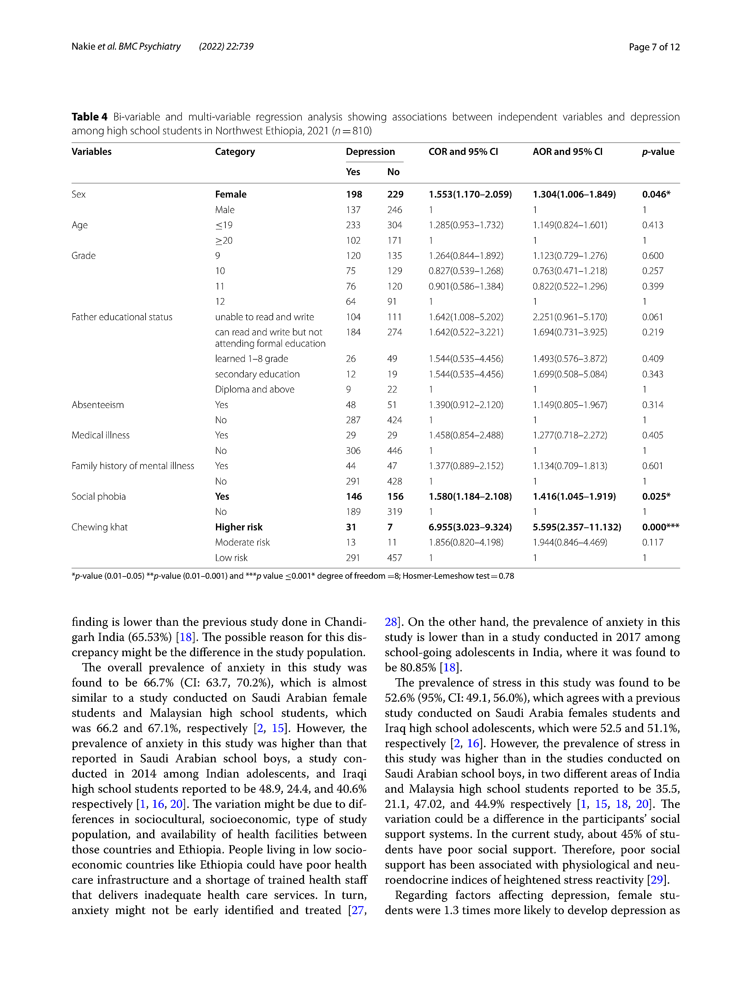 Nakie et al. BMC Psychiatry (2022) 22:739 Page 7 of 12
Table 4 Bi-variable and multi-variable regression analysis showing associations between independent variables and depression
among high school students in Northwest Ethiopia, 2021 (n = 810)
Variables Category Depression COR and 95% CI AOR and 95% CI p-value
Yes No
Sex Female 198 229 1.553(1.170–2.059) 1.304(1.006–1.849) 0.046*
Male 137 246 1 1 1
Age ≤19 233 304 1.285(0.953–1.732) 1.149(0.824–1.601) 0.413
≥20 102 171 1 1 1
Grade 9 120 135 1.264(0.844–1.892) 1.123(0.729–1.276) 0.600
10 75 129 0.827(0.539–1.268) 0.763(0.471–1.218) 0.257
11 76 120 0.901(0.586–1.384) 0.822(0.522–1.296) 0.399
12 64 91 1 1 1
Father educational status unable to read and write 104 111 1.642(1.008–5.202) 2.251(0.961–5.170) 0.061
can read and write but not 184 274 1.642(0.522–3.221) 1.694(0.731–3.925) 0.219
attending formal education
learned 1–8 grade 26 49 1.544(0.535–4.456) 1.493(0.576–3.872) 0.409
secondary education 12 19 1.544(0.535–4.456) 1.699(0.508–5.084) 0.343
Diploma and above 9 22 1 1 1
Absenteeism Yes 48 51 1.390(0.912–2.120) 1.149(0.805–1.967) 0.314
No 287 424 1 1 1
Medical illness Yes 29 29 1.458(0.854–2.488) 1.277(0.718–2.272) 0.405
No 306 446 1 1 1
Family history of mental illness Yes 44 47 1.377(0.889–2.152) 1.134(0.709–1.813) 0.601
No 291 428 1 1 1
Social phobia Yes 146 156 1.580(1.184–2.108) 1.416(1.045–1.919) 0.025*
No 189 319 1 1 1
Chewing khat Higher risk 31 7 6.955(3.023–9.324) 5.595(2.357–11.132) 0.000***
Moderate risk 13 11 1.856(0.820–4.198) 1.944(0.846–4.469) 0.117
Low risk 291 457 1 1 1
*p-value (0.01–0.05) **p-value (0.01–0.001) and ***p value ≤0.001* degree of freedom =8; Hosmer-Lemeshow test = 0.78
finding is lower than the previous study done in Chandi-
garh India (65.53%) [18]. The possible reason for this dis-
crepancy might be the difference in the study population.
The overall prevalence of anxiety in this study was
found to be 66.7% (CI: 63.7, 70.2%), which is almost
similar to a study conducted on Saudi Arabian female
students and Malaysian high school students, which
was 66.2 and 67.1%, respectively [2, 15]. However, the
prevalence of anxiety in this study was higher than that
reported in Saudi Arabian school boys, a study con-
ducted in 2014 among Indian adolescents, and Iraqi
high school students reported to be 48.9, 24.4, and 40.6%
respectively [1, 16, 20]. The variation might be due to dif-
ferences in sociocultural, socioeconomic, type of study
population, and availability of health facilities between
those countries and Ethiopia. People living in low socio-
economic countries like Ethiopia could have poor health
care infrastructure and a shortage of trained health staff
that delivers inadequate health care services. In turn,
anxiety might not be early identified and treated [27,
28]. On the other hand, the prevalence of anxiety in this
study is lower than in a study conducted in 2017 among
school-going adolescents in India, where it was found to
be 80.85% [18].
The prevalence of stress in this study was found to be
52.6% (95%, CI: 49.1, 56.0%), which agrees with a previous
study conducted on Saudi Arabia females students and
Iraq high school adolescents, which were 52.5 and 51.1%,
respectively [2, 16]. However, the prevalence of stress in
this study was higher than in the studies conducted on
Saudi Arabian school boys, in two different areas of India
and Malaysia high school students reported to be 35.5,
21.1, 47.02, and 44.9% respectively [1, 15, 18, 20]. The
variation could be a difference in the participants’ social
support systems. In the current study, about 45% of stu-
dents have poor social support. Therefore, poor social
support has been associated with physiological and neu-
roendocrine indices of heightened stress reactivity [29].
Regarding factors affecting depression, female stu-
dents were 1.3 times more likely to develop depression as